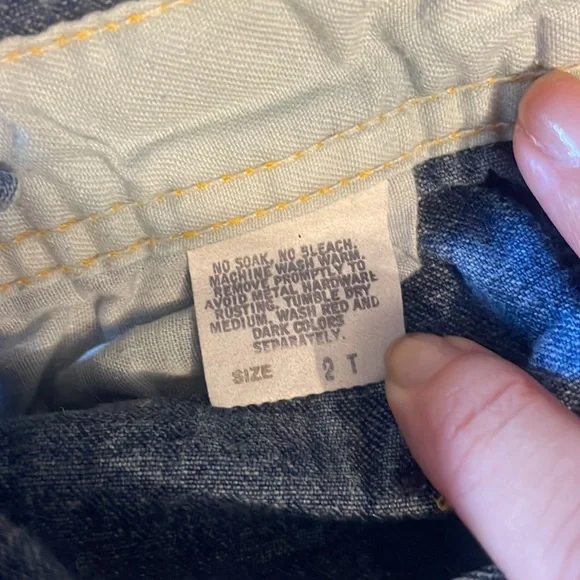 NO SOAK, NO BLEACH,
MACHINE WASH WARM,
REMOVE PROMPTLY TO
AVOID METAL HARDWARE
RUSTING, TUMBLE DRY
MEDIUM, WASH RED AND
DARK COLORS
SEPARATELY.
SIZE 2 T